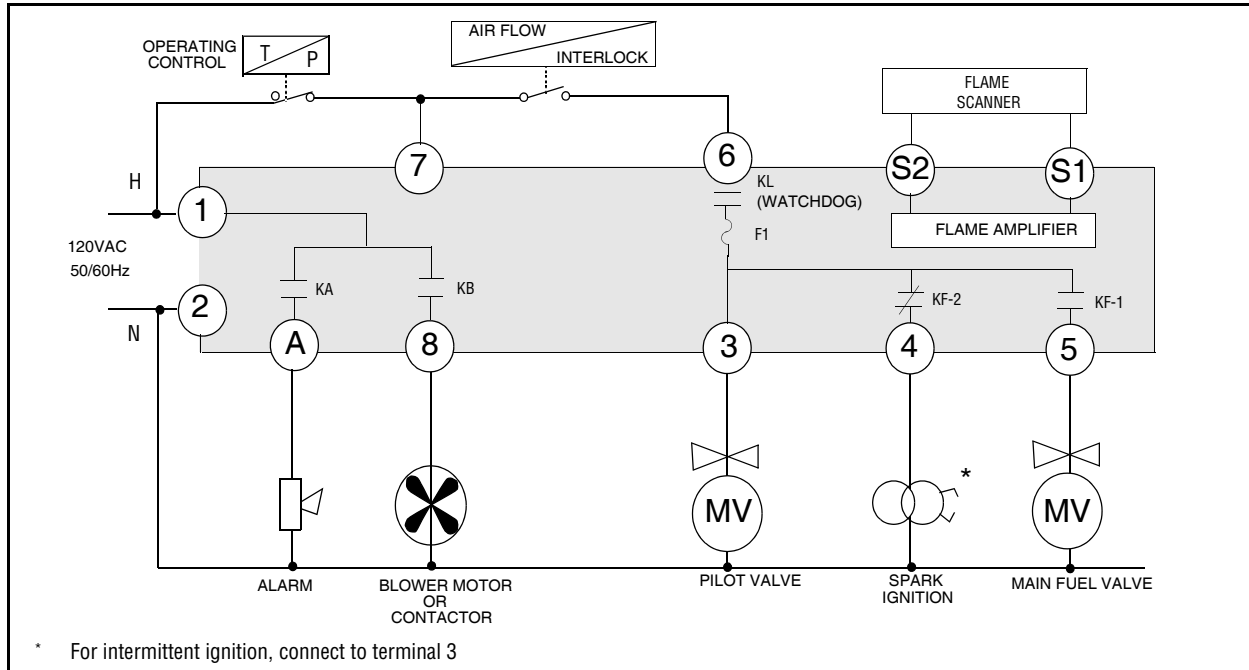 OPERATING
CONTROL
T
P
AIR FLOW
INTERLOCK
FLAME
SCANNER
7
6
S2
S1
H
KL
(WATCHDOG)
1
F1
FLAME AMPLIFIER
120VAC
50/60Hz
2
KA
KB
KF-2
KF-1
N
A
8
3
4
5
*
MV
MV
ALARM
BLOWER MOTOR
OR
CONTACTOR
PILOT VALVE
SPARK
IGNITION
MAIN FUEL VALVE
* For intermittent ignition, connect to terminal 3